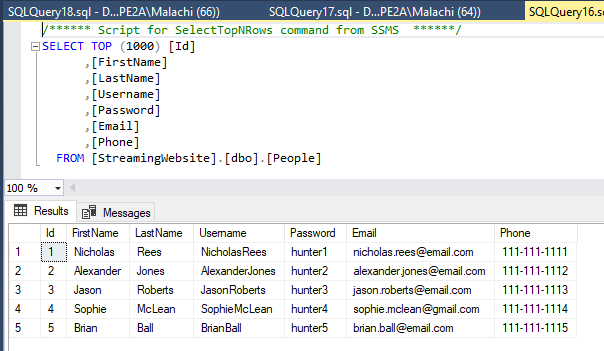 SQLQuery18.sql - D...PE2A\Malachi (66)) SQLQuery17.sql - D...PE2A\Malachi (64)) SQLQuery16.s
/****** Script for SelectTopNRows command from SSMS ******/
SELECT TOP (1000) [Id]
,[FirstName]
,[LastName]
,[Username]
,[Password]
,[Email]
,[Phone]
FROM [StreamingWebsite].[dbo].[People]
100 %
Results Messages
Id FirstName LastName Username Password Email Phone
1 1 Nicholas Rees NicholasRees hunter1 nicholas.rees@email.com 111-111-1111
2 2 Alexander Jones AlexanderJones hunter2 alexander.jones@email.com 111-111-1112
3 3 Jason Roberts JasonRoberts hunter3 jason.roberts@email.com 111-111-1113
4 4 Sophie McLean SophieMcLean hunter4 sophie.mclean@gmail.com 111-111-1114
5 5 Brian Ball BrianBall hunter5 brian.ball@email.com 111-111-1115